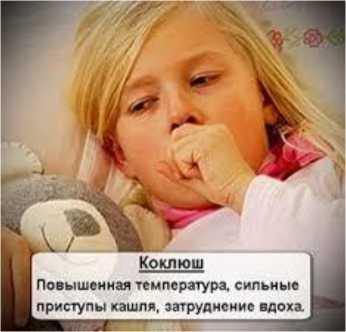 Коклюш
Повышенная температура, сильные
приступы кашля, затруднение вдоха.